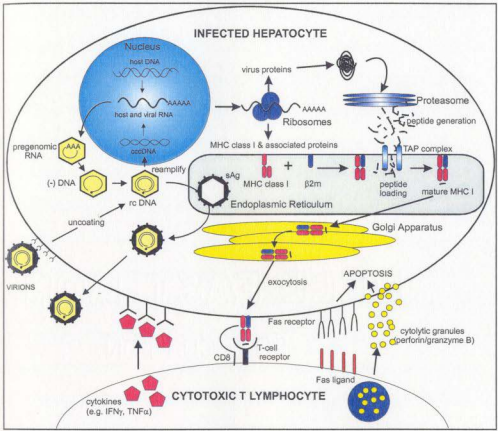 INFECTED HEPATOCYTE
Nucleus
host DNA
AAAAA
host and viral RNA
cccDNA
virus proteins
AAAAA
Ribosomes
Proteasome
peptide generation
pregenomic
RNA
AAA
(-) DNA
reamplify
rc DNA
uncoating
sAg
MHC class I & associated proteins
MHC class I
+
β2m
TAP complex
peptide
loading
mature MHC I
Endoplasmic Reticulum
Golgi Apparatus
VIRIONS
exocytosis
APOPTOSIS
Fas receptor
cytolytic granules
(perforin/granzyme B)
CD8
T-cell
receptor
Fas ligand
cytokines
(e.g. IFNγ, TNFα)
CYTOTOXIC T LYMPHOCYTE